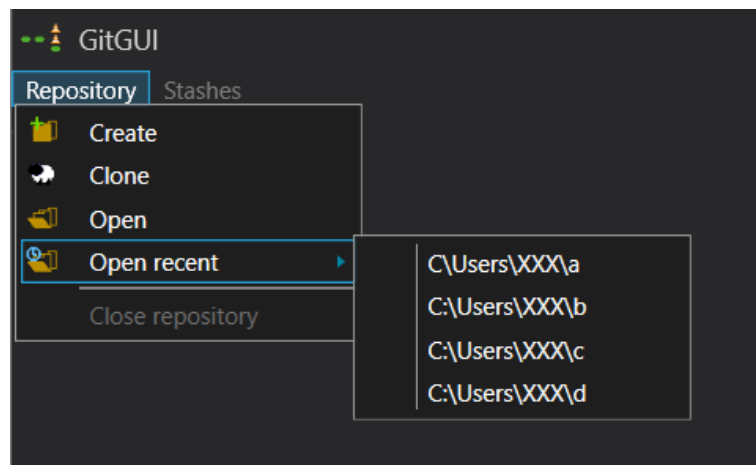 GitGUI
Repository Stashes
Create
Clone
Open
Open recent
C\Users\XXX\a
C:\Users\XXX\b
C:\Users\XXX\c
C:\Users\XXX\d
Close repository